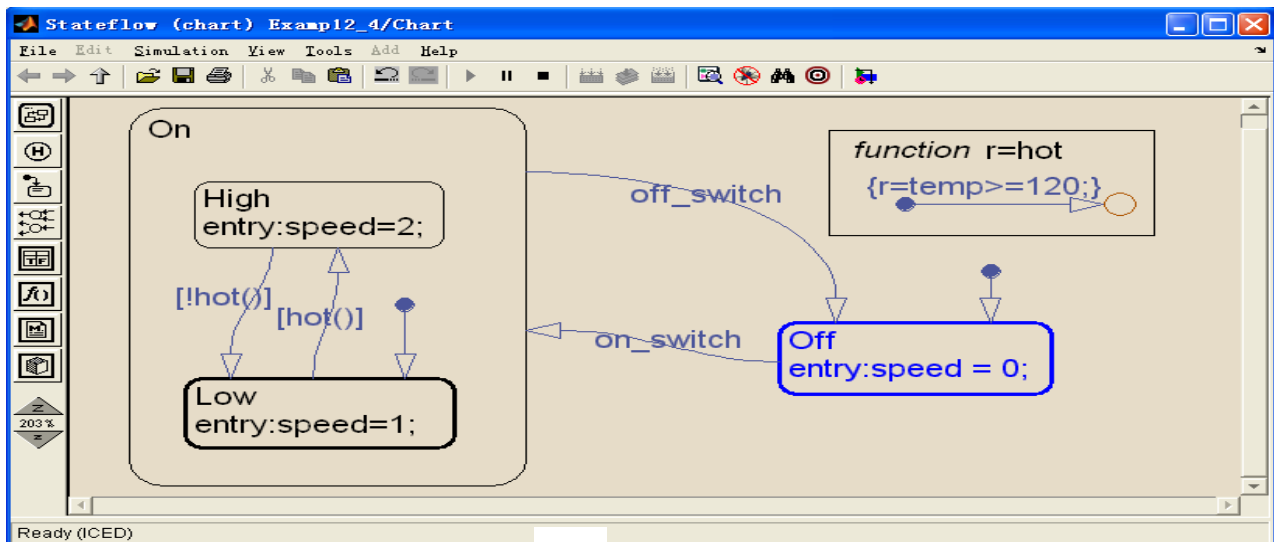 Stateflow (chart) Examp12_4/Chart
File Edit Simulation View Tools Add Help
On
High
entry:speed=2;
[!hot()]
[hot()]
Low
entry:speed=1;
off_switch
on_switch
function r=hot
{r=temp>=120;}
Off
entry:speed = 0;
H
TF
f()
M
Z
203%
Z
Ready (ICED)